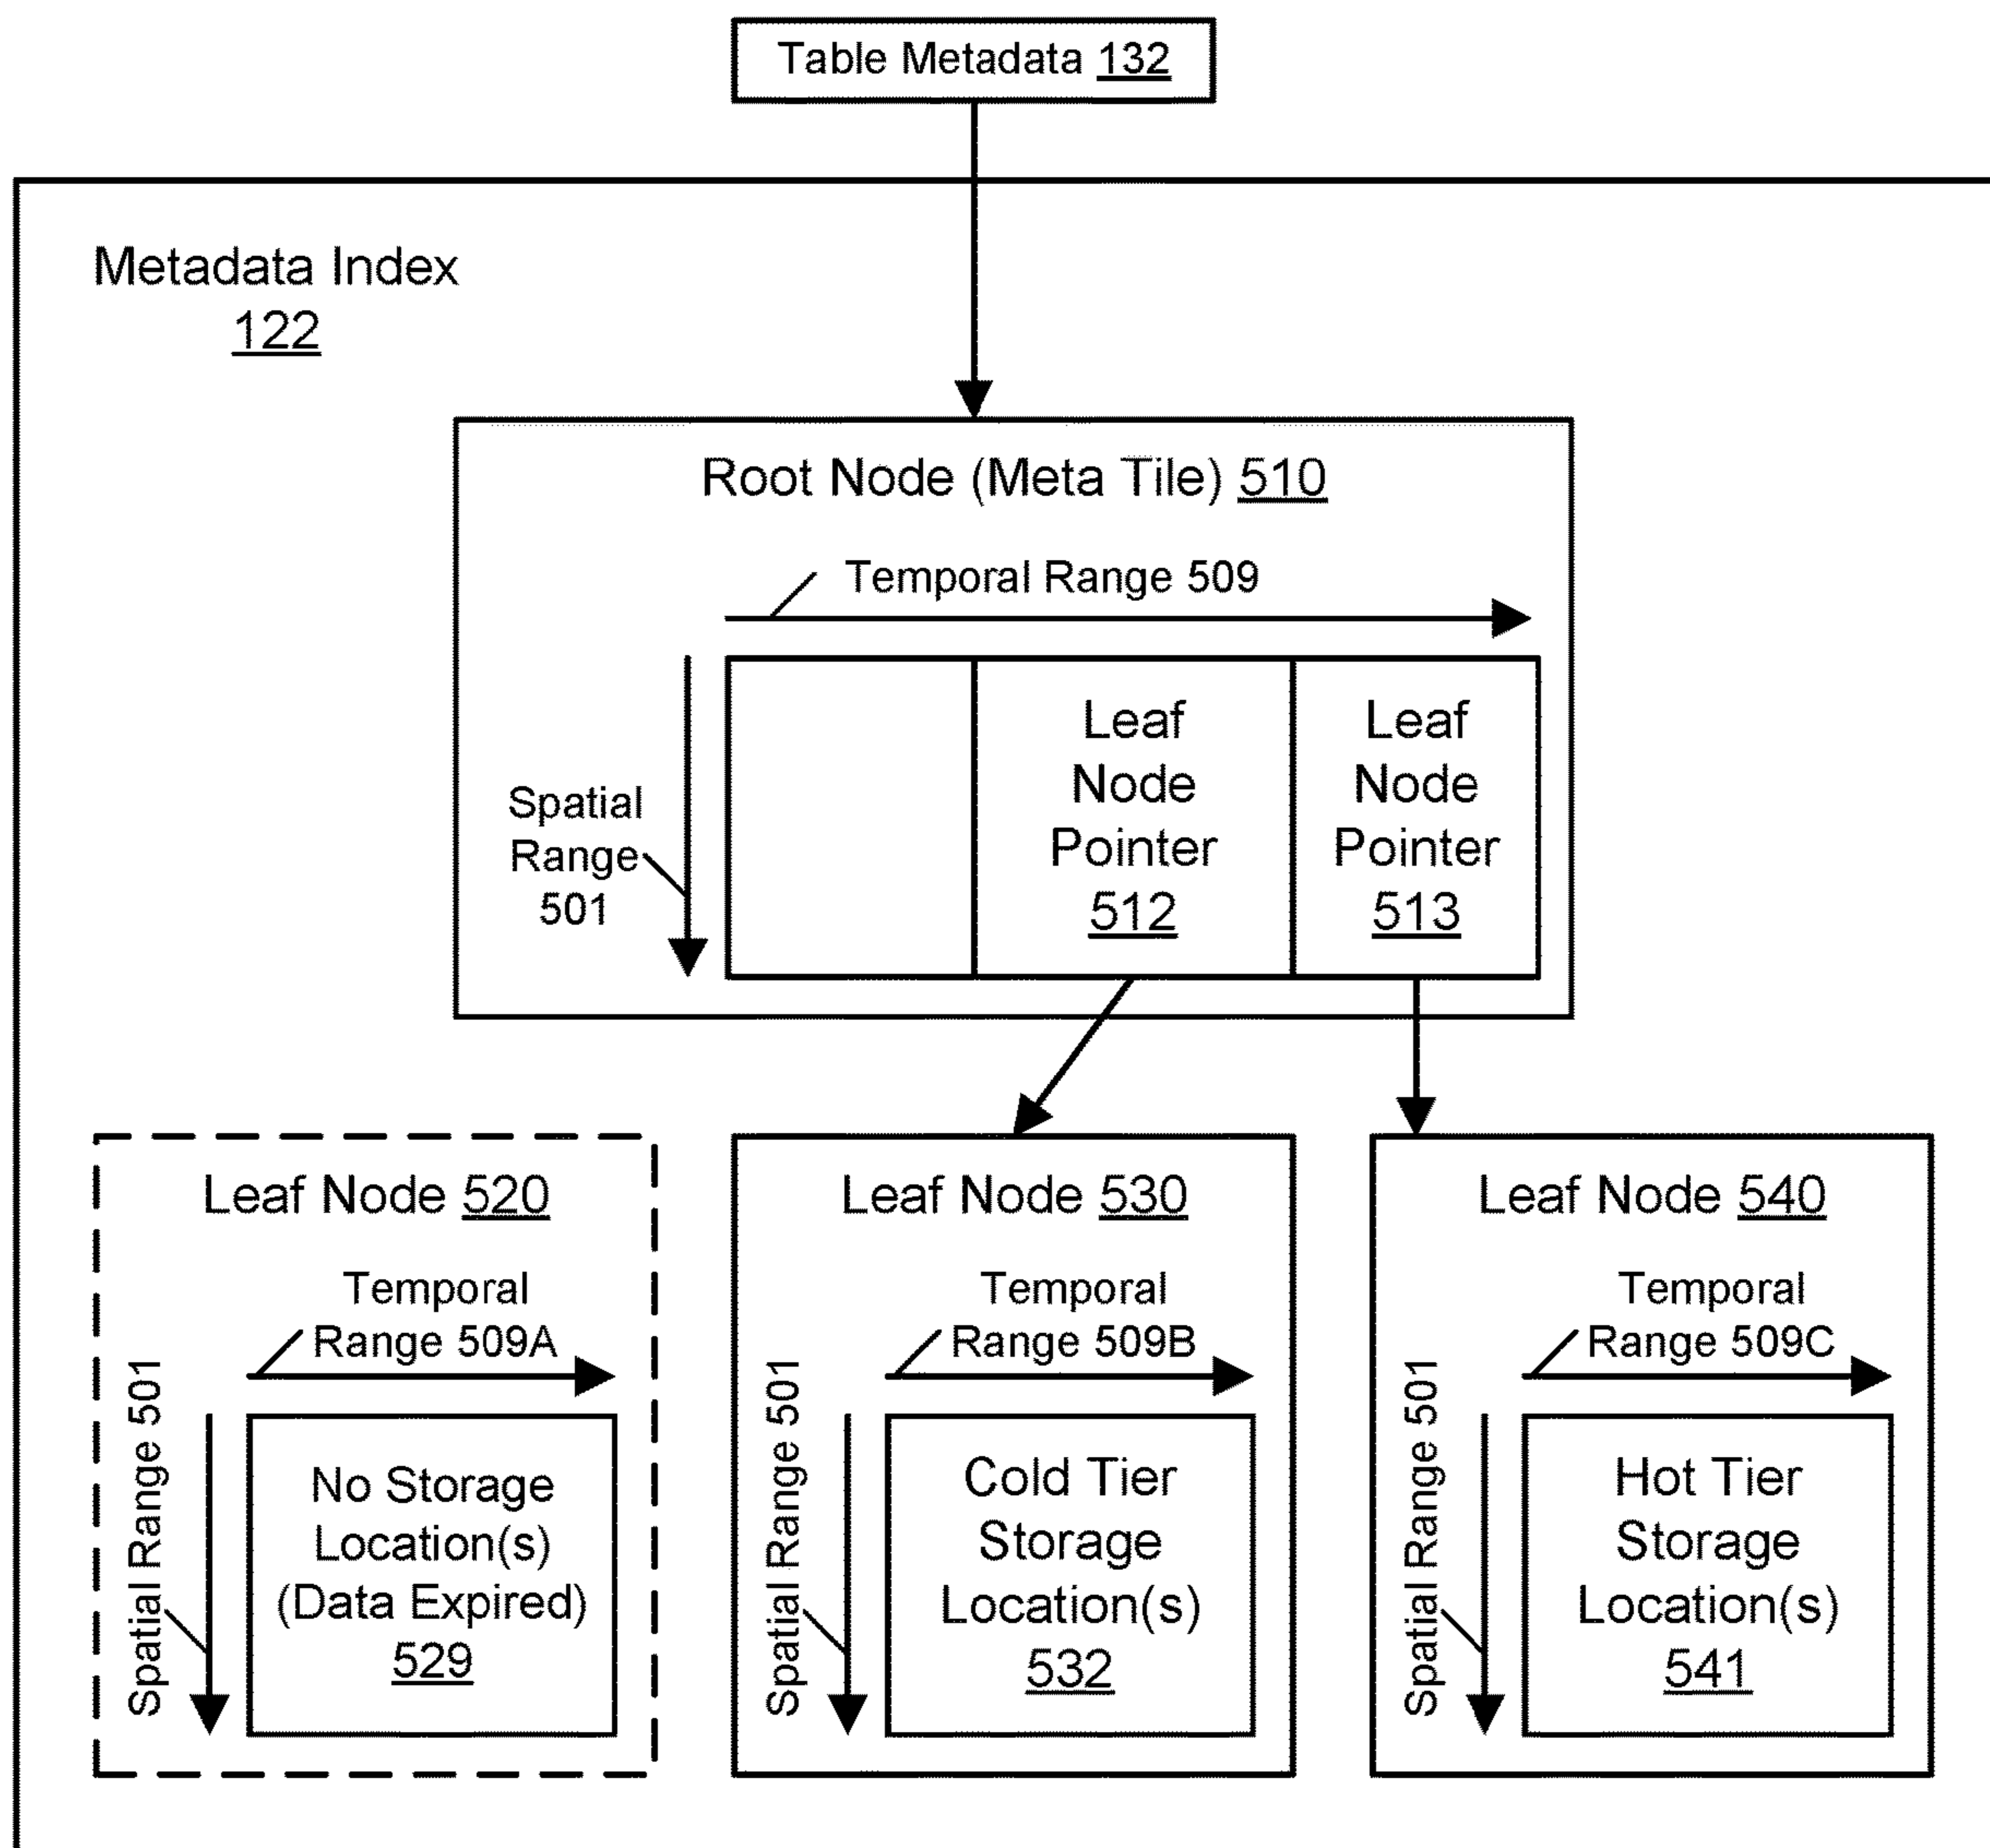 Table Metadata 132
Metadata Index
122
Root Node (Meta Tile) 510
Temporal Range 509
Spatial
Range
501
Leaf
Node
Pointer
512
Leaf
Node
Pointer
513
Leaf Node 520
Temporal
Range 509A
Spatial Range 501
No Storage
Location(s)
(Data Expired)
529
Leaf Node 530
Temporal
Range 509B
Spatial Range 501
Cold Tier
Storage
Location(s)
532
Leaf Node 540
Temporal
Range 509C
Spatial Range 501
Hot Tier
Storage
Location(s)
541